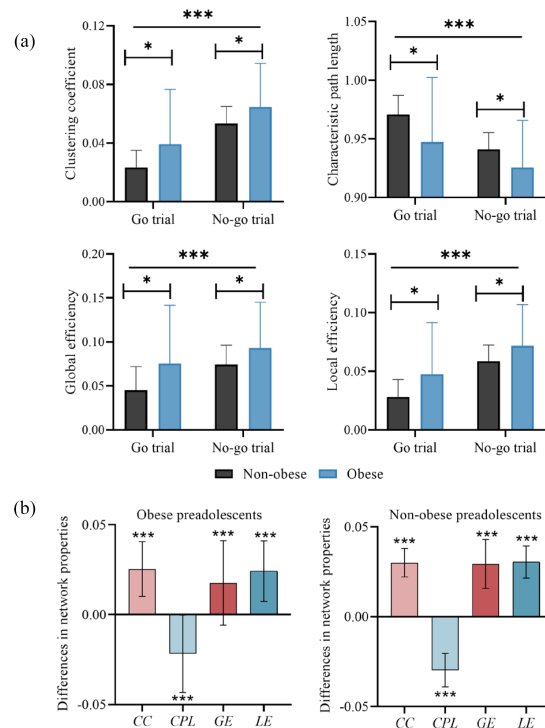 (a)
Clustering coefficient
0.12
0.08
0.04
0.00
***
*
*
Go trial
No-go trial
Characteristic path length
1.05
1.00
0.95
0.90
***
*
*
Go trial
No-go trial
Global efficiency
0.20
0.15
0.10
0.05
0.00
***
*
*
Go trial
No-go trial
Local efficiency
0.20
0.15
0.10
0.05
0.00
***
*
*
Go trial
No-go trial
Non-obese
Obese
(b)
Obese preadolescents
Differences in network properties
0.05
0.00
-0.05
***
***
***
***
CC
CPL
GE
LE
Non-obese preadolescents
Differences in network properties
0.05
0.00
-0.05
***
***
***
***
CC
CPL
GE
LE